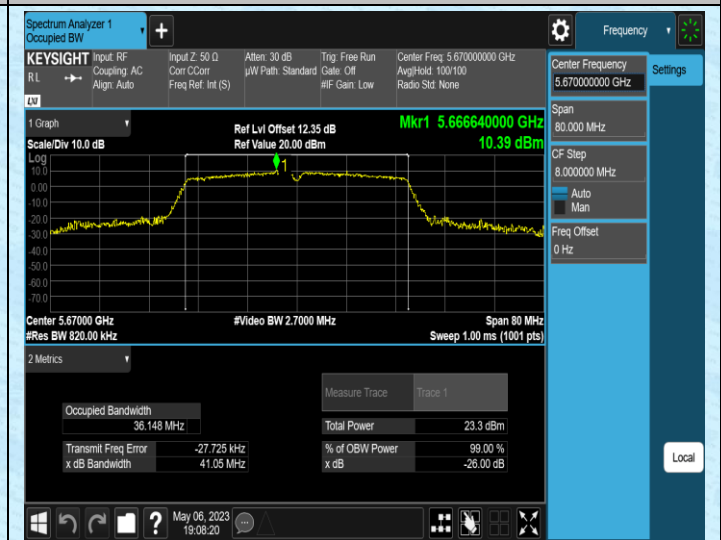 Spectrum Analyzer 1
Occupied BW
+
Frequency
KEYSIGHT
R L
LXI
Input: RF
Coupling: AC
Align: Auto
Input Z: 50 Ω
Corr CCorr
Freq Ref: Int (S)
Atten: 30 dB
µW Path: Standard
Trig: Free Run
Gate: Off
#IF Gain: Low
Center Freq: 5.670000000 GHz
Avg|Hold: 100/100
Radio Std: None
Center Frequency
5.670000000 GHz
Settings
Span
80.000 MHz
CF Step
8.000000 MHz
Auto
Man
Freq Offset
0 Hz
1 Graph
Scale/Div 10.0 dB
Ref Lvl Offset 12.35 dB
Ref Value 20.00 dBm
Mkr1 5.666640000 GHz
10.39 dBm
Log
1
10.0
0.00
-10.0
-20.0
-30.0
-40.0
-50.0
-60.0
-70.0
Center 5.67000 GHz
#Res BW 820.00 kHz
#Video BW 2.7000 MHz
Span 80 MHz
Sweep 1.00 ms (1001 pts)
2 Metrics
Measure Trace Trace 1
Occupied Bandwidth
36.148 MHz
Total Power 23.3 dBm
Transmit Freq Error -27.725 kHz
% of OBW Power 99.00 %
x dB Bandwidth 41.05 MHz
x dB -26.00 dB
Local
?
May 06, 2023
19:08:20